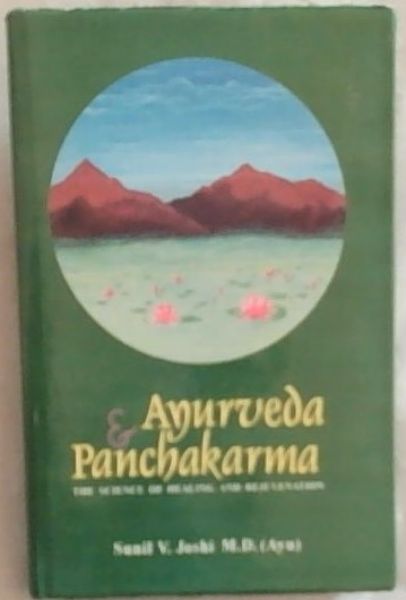 Ayurveda
& Panchakarma
THE SCIENCE OF HEALING AND REJUVENATION
Sunil V. Joshi M.D. (Ayu)